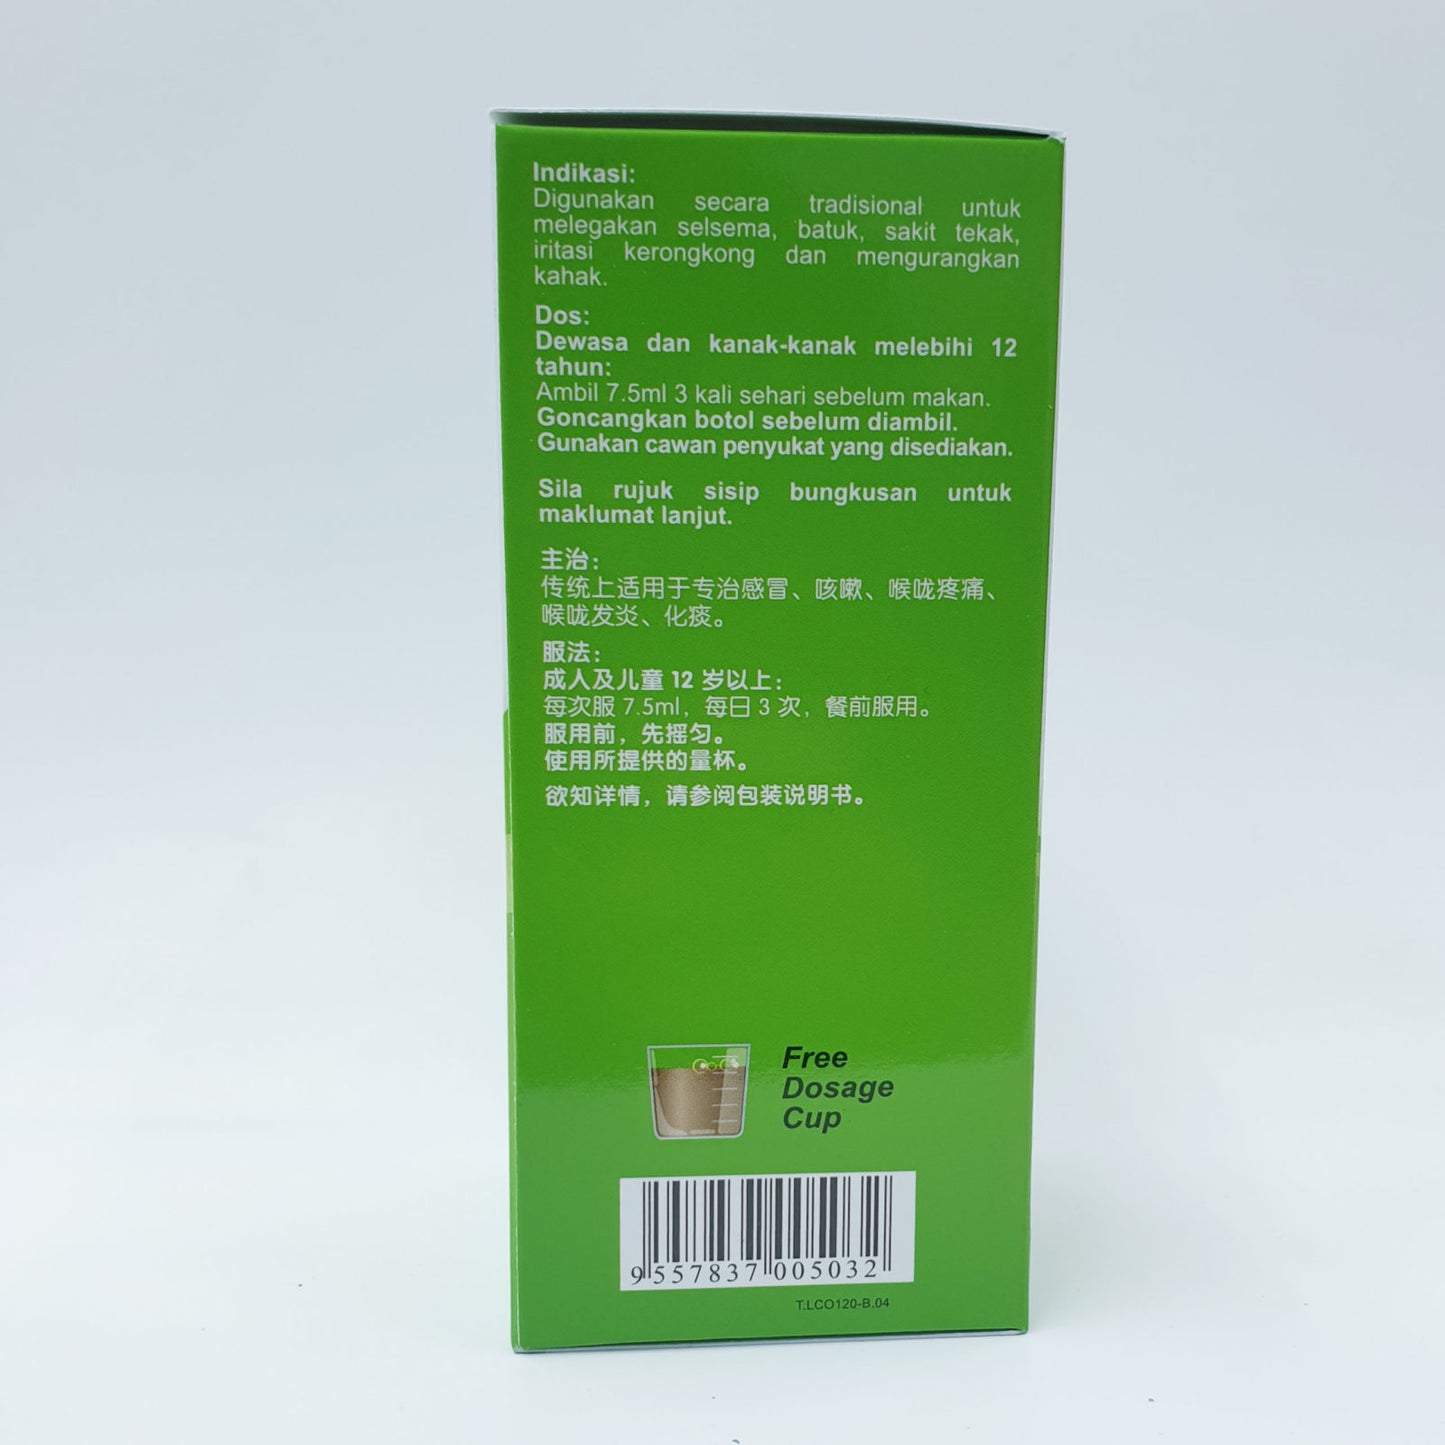 Indikasi:
Digunakan secara tradisional untuk
melegakan selsema, batuk, sakit tekak,
iritasi kerongkong dan mengurangkan
kahak.
Dos:
Dewasa dan kanak-kanak melebihi 12
tahun:
Ambil 7.5ml 3 kali sehari sebelum makan.
Goncangkan botol sebelum diambil.
Gunakan cawan penyukat yang disediakan.
Sila rujuk sisip bungkusan untuk
maklumat lanjut.
主治：
传统上适用于专治感冒、咳嗽、喉咙疼痛、
喉咙发炎、化痰。
服法：
成人及儿童 12 岁以上：
每次服 7.5ml，每日 3 次，餐前服用。
服用前，先摇匀。
使用所提供的量杯。
欲知详情，请参阅包装说明书。
Free
Dosage
Cup
9 557837 005032
T.LCO120-B.04